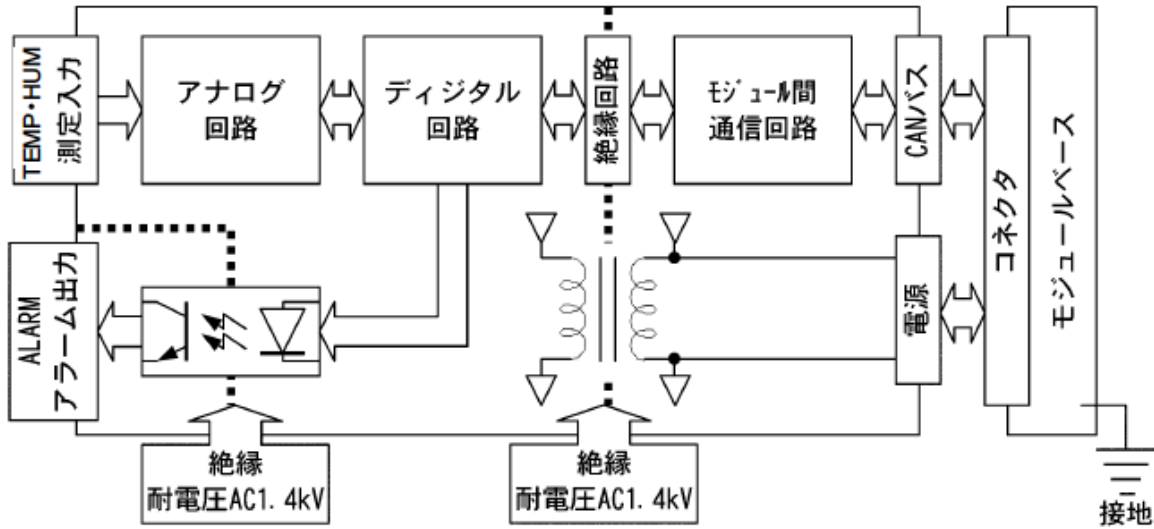 TEMP・HUM
測定入力
アナログ
回路
ディジタル
回路
絶縁回路
ﾓｼﾞｭｰﾙ間
通信回路
CANバス
コネクタ
モジュールベース
ALARM
アラーム出力
電源
絶縁
耐電圧AC1.4kV
絶縁
耐電圧AC1.4kV
接地